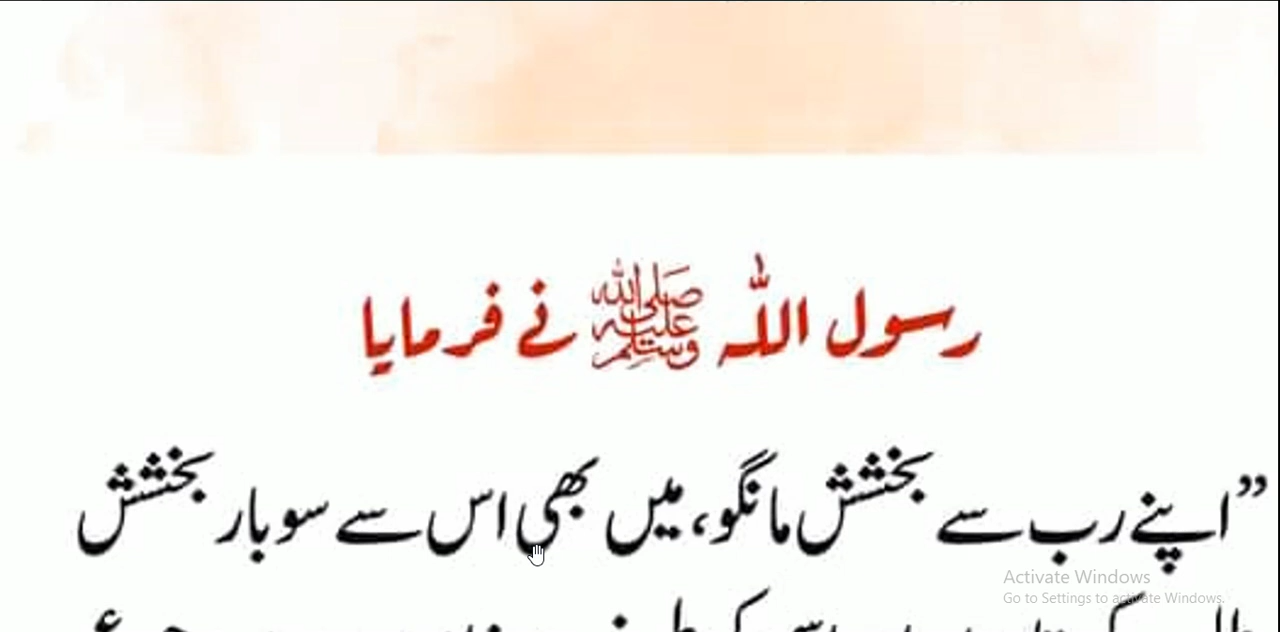 رسول اللہ ﷺ نے فرمایا
”اپنے رب سے بخشش مانگو، میں بھی اس سے سو بار بخشش
Activate Windows
Go to Settings to activate Windows.